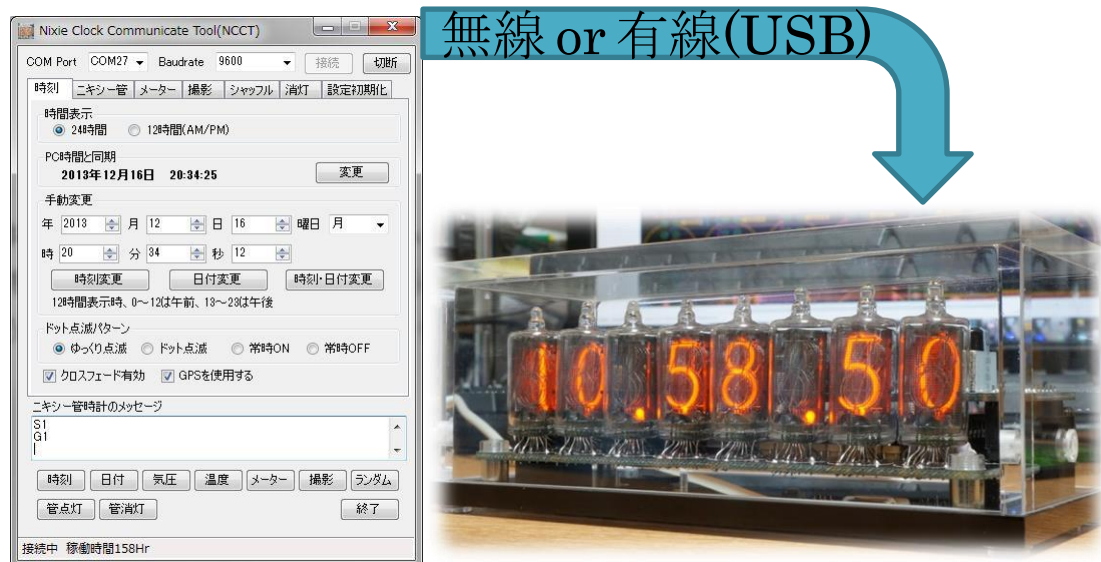 Nixie Clock Communicate Tool(NCCT)
無線 or 有線(USB)
COM Port COM27 Baudrate 9600 接続 切断
時刻 ニキシー管 メーター 撮影 シャッフル 消灯 設定初期化
時間表示
24時間 12時間(AM/PM)
PC時間と同期
2013年12月16日 20:34:25 変更
手動変更
年 2013 月 12 日 16 曜日 月
時 20 分 34 秒 12
時刻変更 日付変更 時刻・日付変更
12時間表示時、0～12は午前、13～23は午後
ドット点滅パターン
ゆっくり点滅 ドット点滅 常時ON 常時OFF
クロスフェード有効 GPSを使用する
ニキシー管時計のメッセージ
S1
G1
時刻 日付 気圧 温度 メーター 撮影 ランダム
管点灯 管消灯 終了
接続中 稼働時間158Hr
10.58.50